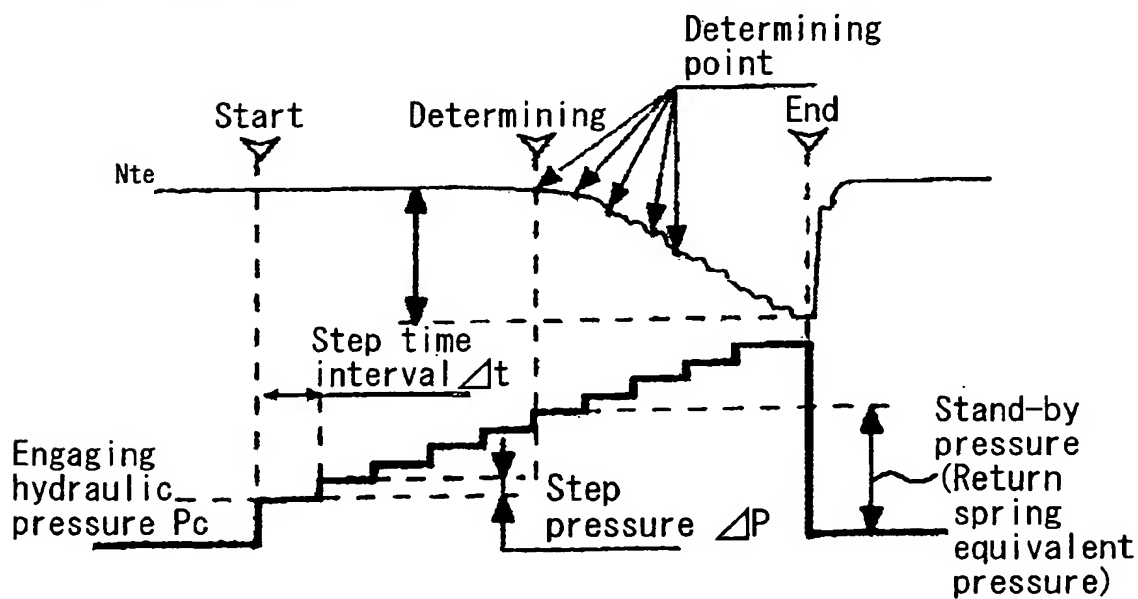 Determining
point
Start
Determining
End
Nte
Step time
interval ⊿t
Engaging
hydraulic
pressure Pc
Step
pressure ⊿P
Stand-by
pressure
(Return
spring
equivalent
pressure)